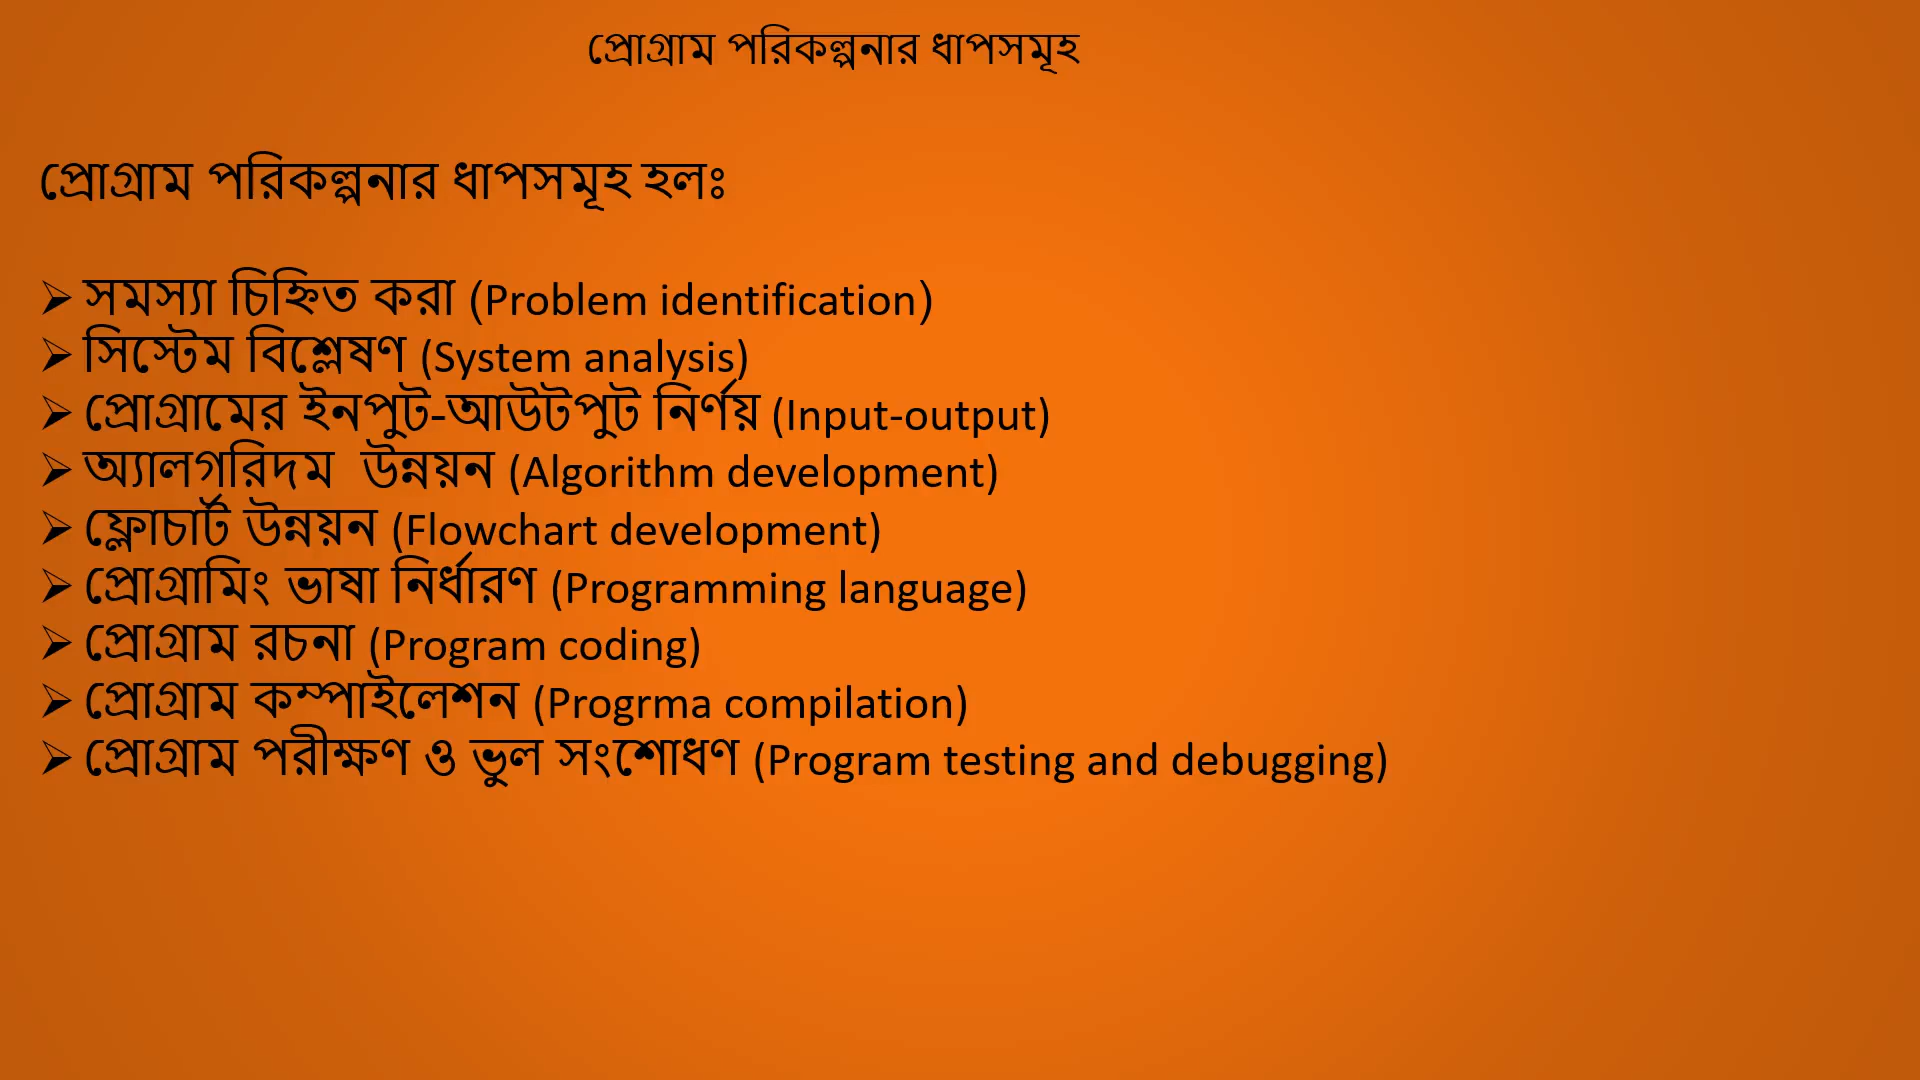 প্রোগ্রাম পরিকল্পনার ধাপসমূহ
প্রোগ্রাম পরিকল্পনার ধাপসমূহ হলঃ
➢ সমস্যা চিহ্নিত করা (Problem identification)
➢ সিস্টেম বিশ্লেষণ (System analysis)
➢ প্রোগ্রামের ইনপুট-আউটপুট নির্ণয় (Input-output)
➢ অ্যালগরিদম  উন্নয়ন (Algorithm development)
➢ ফ্লোচার্ট উন্নয়ন (Flowchart development)
➢ প্রোগ্রামিং ভাষা নির্ধারণ (Programming language)
➢ প্রোগ্রাম রচনা (Program coding)
➢ প্রোগ্রাম কম্পাইলেশন (Progrma compilation)
➢ প্রোগ্রাম পরীক্ষণ ও ভুল সংশোধণ (Program testing and debugging)